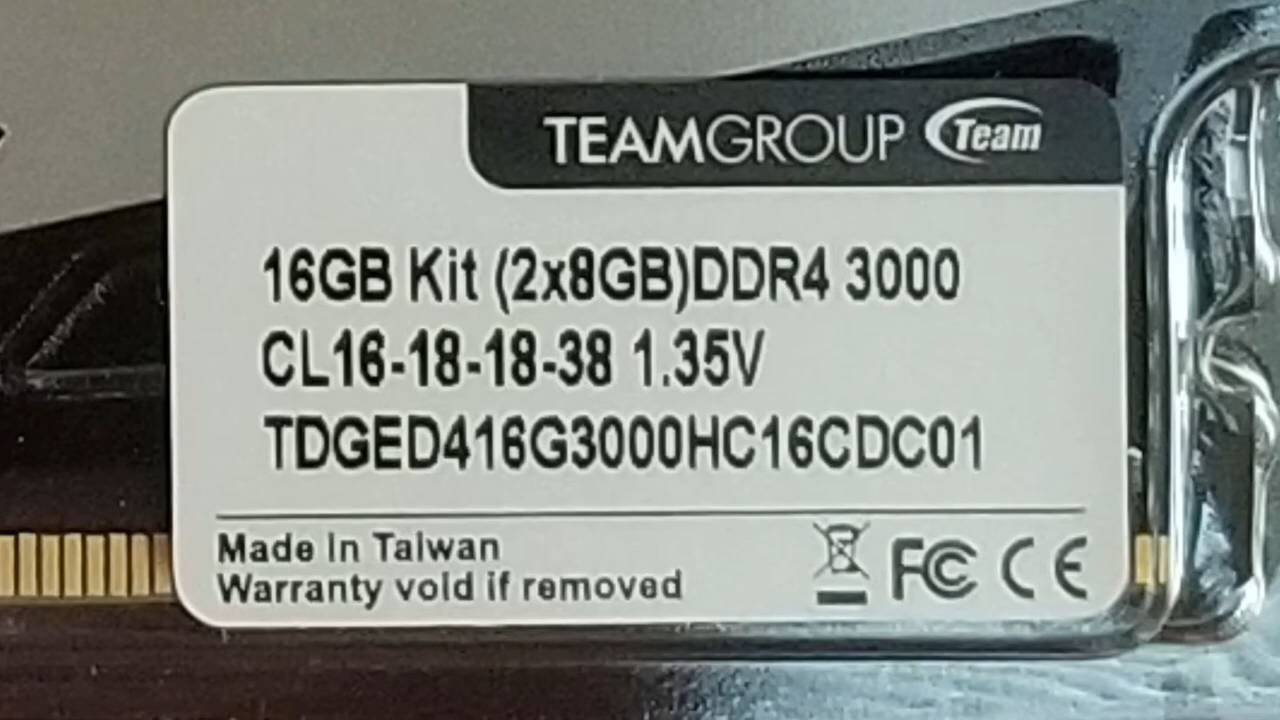 TEAMGROUP Team
16GB Kit (2x8GB)DDR4 3000
CL16-18-18-38 1.35V
TDGED416G3000HC16CDC01
Made in Taiwan
Warranty void if removed
FC CE